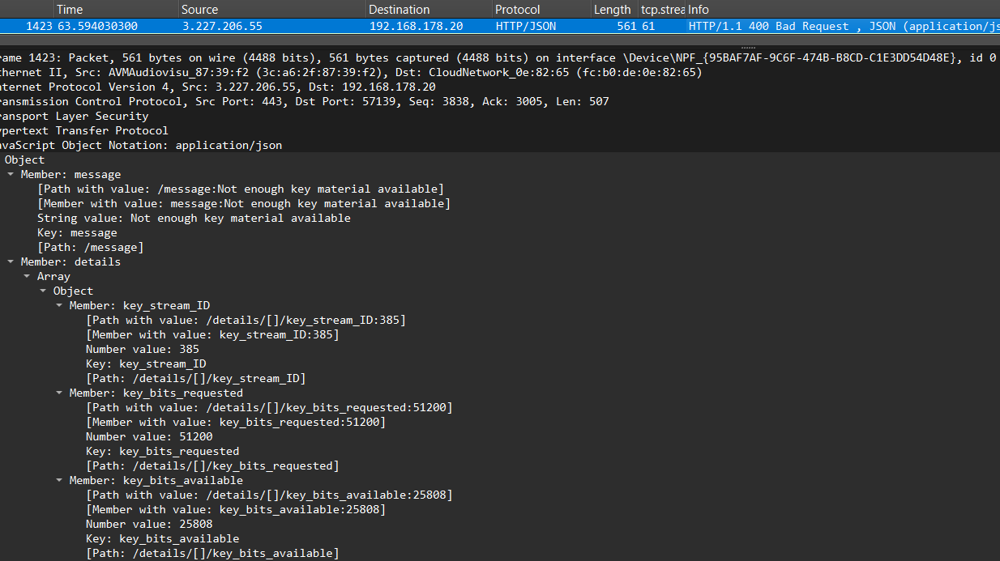 Time Source Destination Protocol Length tcp.strea Info
1423 63.594030300 3.227.206.55 192.168.178.20 HTTP/JSON 561 61 HTTP/1.1 400 Bad Request , JSON (application/js
rame 1423: Packet, 561 bytes on wire (4488 bits), 561 bytes captured (4488 bits) on interface \Device\NPF_{95BAF7AF-9C6F-474B-B8CD-C1E3DD54D48E}, id 0
thernet II, Src: AVMAudiovisu_87:39:f2 (3c:a6:2f:87:39:f2), Dst: CloudNetwork_0e:82:65 (fc:b0:de:0e:82:65)
nternet Protocol Version 4, Src: 3.227.206.55, Dst: 192.168.178.20
ransmission Control Protocol, Src Port: 443, Dst Port: 57139, Seq: 3838, Ack: 3005, Len: 507
ransport Layer Security
ypertext Transfer Protocol
avaScript Object Notation: application/json
Object
Member: message
[Path with value: /message:Not enough key material available]
[Member with value: message:Not enough key material available]
String value: Not enough key material available
Key: message
[Path: /message]
Member: details
Array
Object
Member: key_stream_ID
[Path with value: /details/[]/key_stream_ID:385]
[Member with value: key_stream_ID:385]
Number value: 385
Key: key_stream_ID
[Path: /details/[]/key_stream_ID]
Member: key_bits_requested
[Path with value: /details/[]/key_bits_requested:51200]
[Member with value: key_bits_requested:51200]
Number value: 51200
Key: key_bits_requested
[Path: /details/[]/key_bits_requested]
Member: key_bits_available
[Path with value: /details/[]/key_bits_available:25808]
[Member with value: key_bits_available:25808]
Number value: 25808
Key: key_bits_available
[Path: /details/[]/key_bits_available]